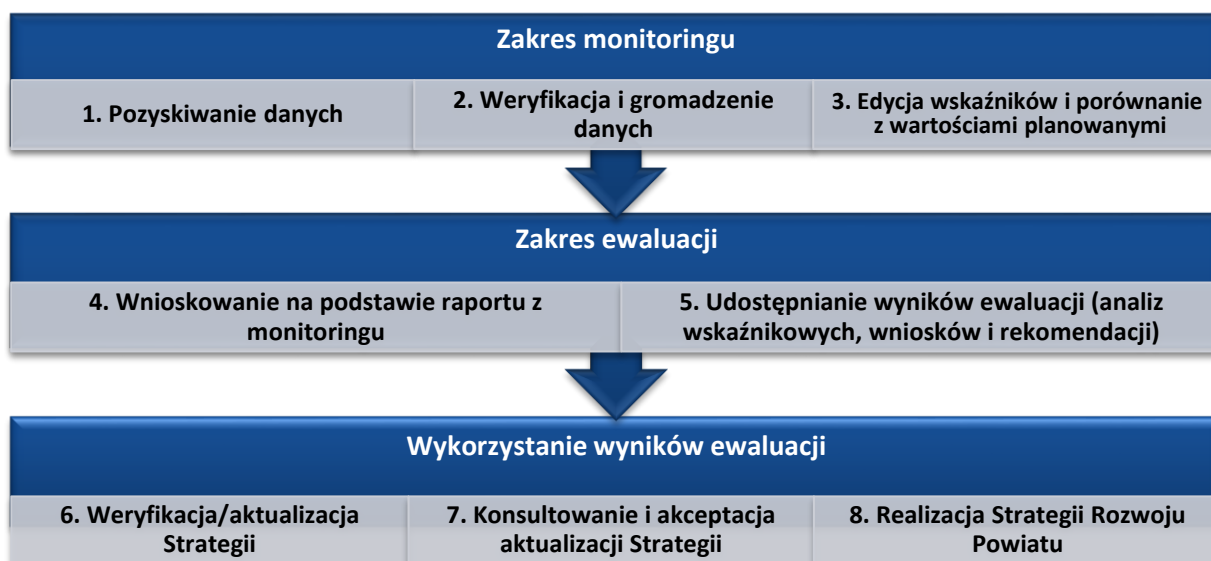 Zakres monitoringu
1. Pozyskiwanie danych
2. Weryfikacja i gromadzenie
danych
3. Edycja wskaźników i porównanie
z wartościami planowanymi
Zakres ewaluacji
4. Wnioskowanie na podstawie raportu z
monitoringu
5. Udostępnianie wyników ewaluacji (analiz
wskaźnikowych, wniosków i rekomendacji)
Wykorzystanie wyników ewaluacji
6. Weryfikacja/aktualizacja
Strategii
7. Konsultowanie i akceptacja
aktualizacji Strategii
8. Realizacja Strategii Rozwoju
Powiatu